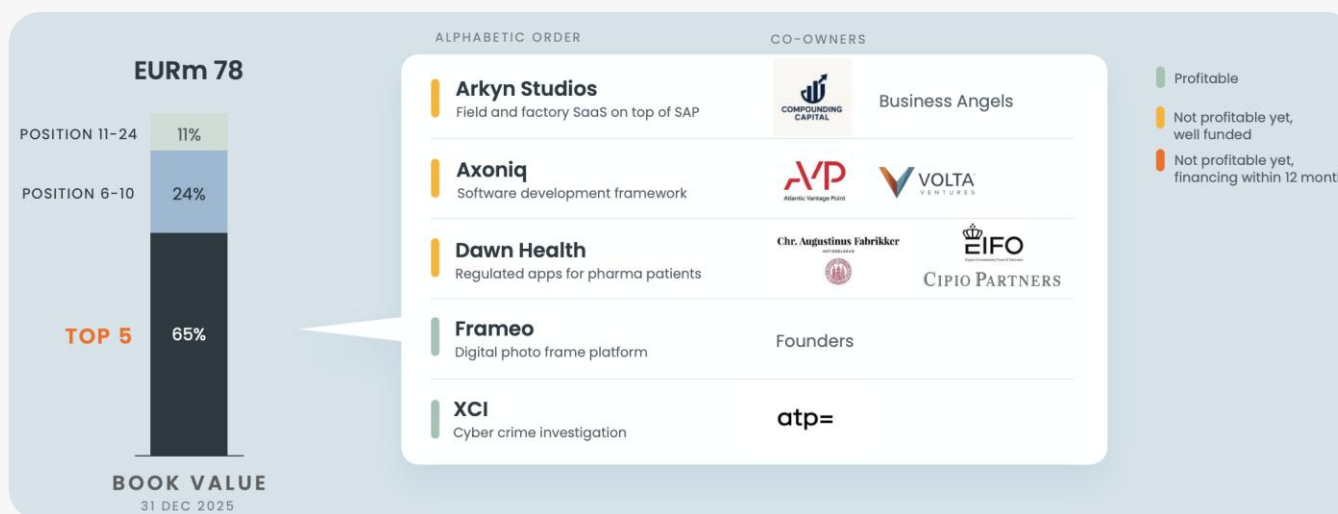 ALPHABETIC ORDER
CO-OWNERS
EURm 78
POSITION 11-24
11%
POSITION 6-10
24%
TOP 5
65%
BOOK VALUE
31 DEC 2025
Arkyn Studios
Field and factory SaaS on top of SAP
COMPOUNDING
CAPITAL
Business Angels
Axoniq
Software development framework
AVP
Atlantic Vantage Point
VOLTA
VENTURES
Dawn Health
Regulated apps for pharma patients
Chr. Augustinus Fabrikker
AKTIESELSKAB
EIFO
CIPIO PARTNERS
Frameo
Digital photo frame platform
Founders
XCI
Cyber crime investigation
atp=
Profitable
Not profitable yet,
well funded
Not profitable yet,
financing within 12 month